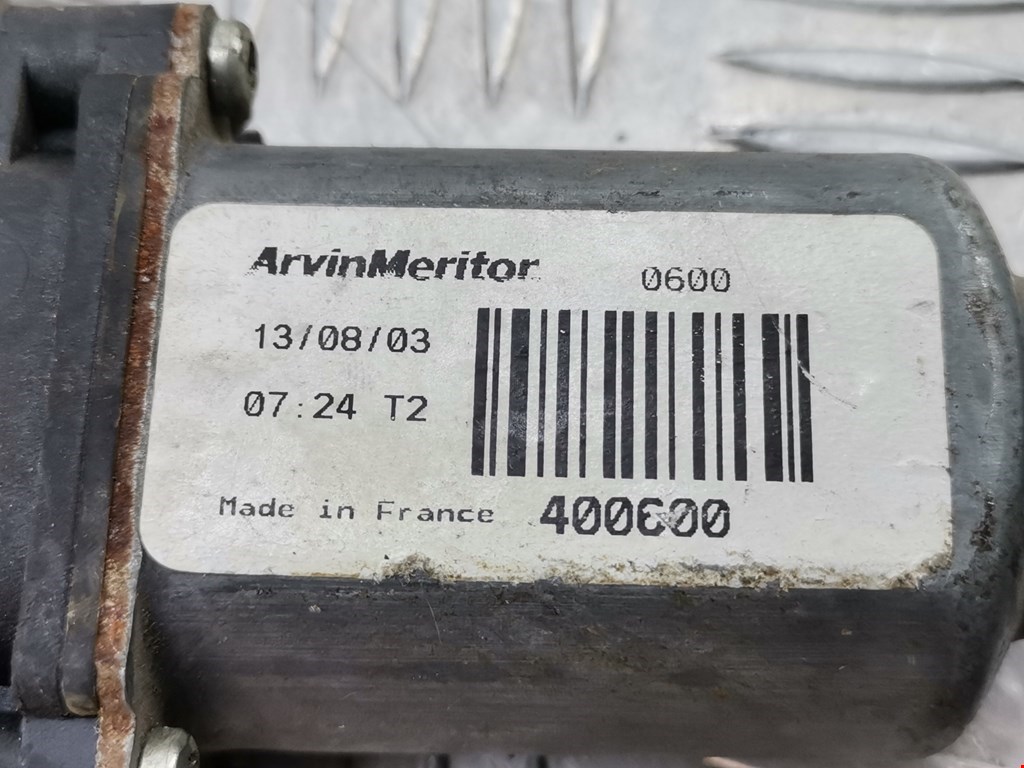 ArvinMeritor 0600
13/08/03
07:24 T2
Made in France 400600